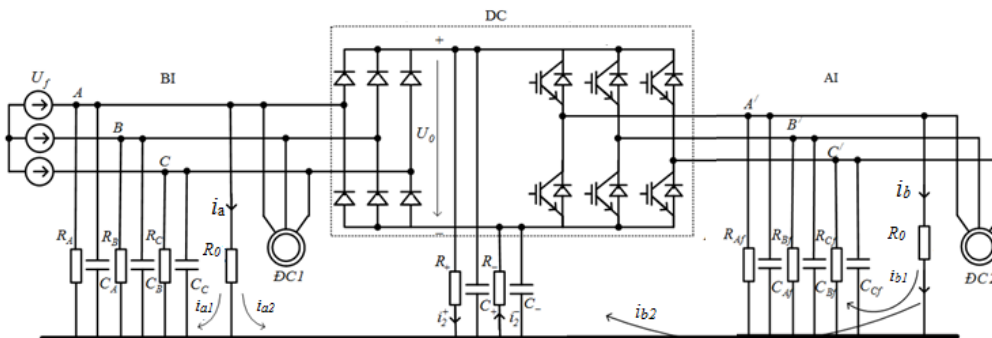 DC
BI
AI
U_f
A
B
C
+
U_0
−
A′
B′
C′
i_a
i_b
R_A
R_B
R_C
R_0
C_A
C_B
C_C
ĐC1
i_a1
i_a2
R_+
R_−
C_+
C_−
i_2^+
i_2^−
i_b2
R_Af
R_Bf
R_Cf
C_Af
C_Bf
C_Cf
R_0
i_b1
ĐC2